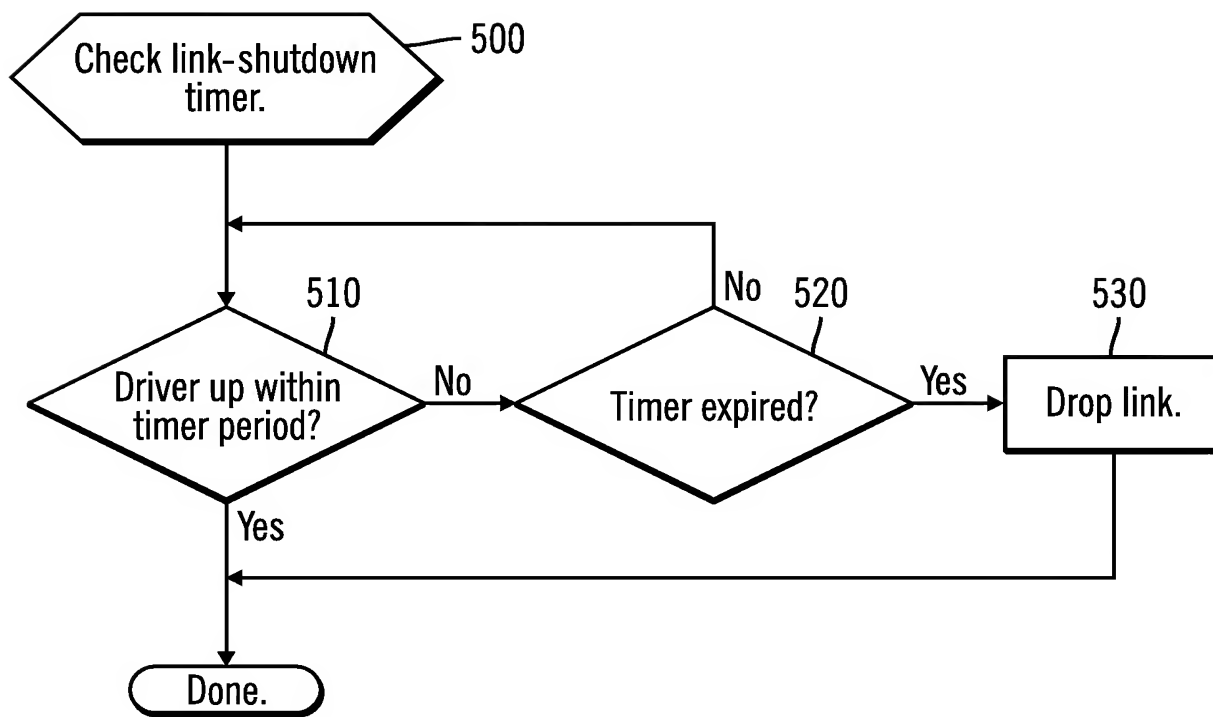 Check link-shutdown
timer.
500
No
510
520
530
Driver up within
timer period?
No
Timer expired?
Yes
Drop link.
Yes
Done.